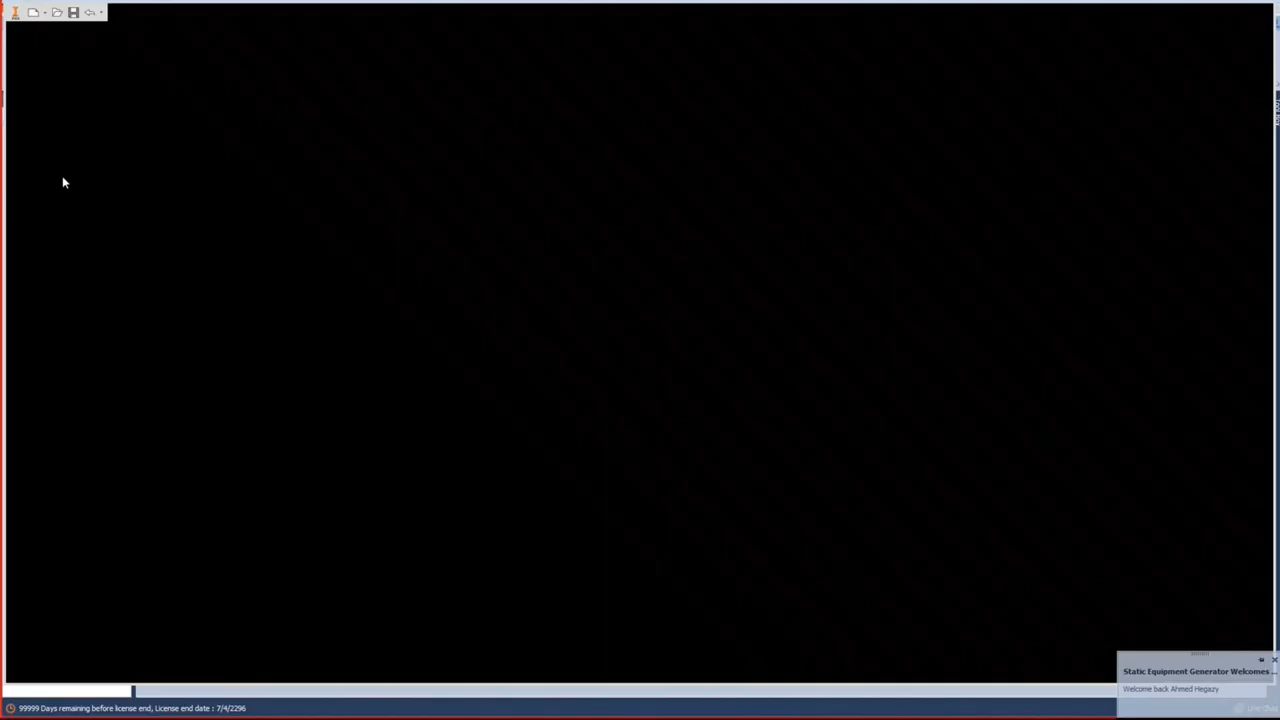 Static Equipment Generator Welcomes ...
Welcome back Ahmed Hegazy
99999 Days remaining before license end, License end date : 7/4/2296